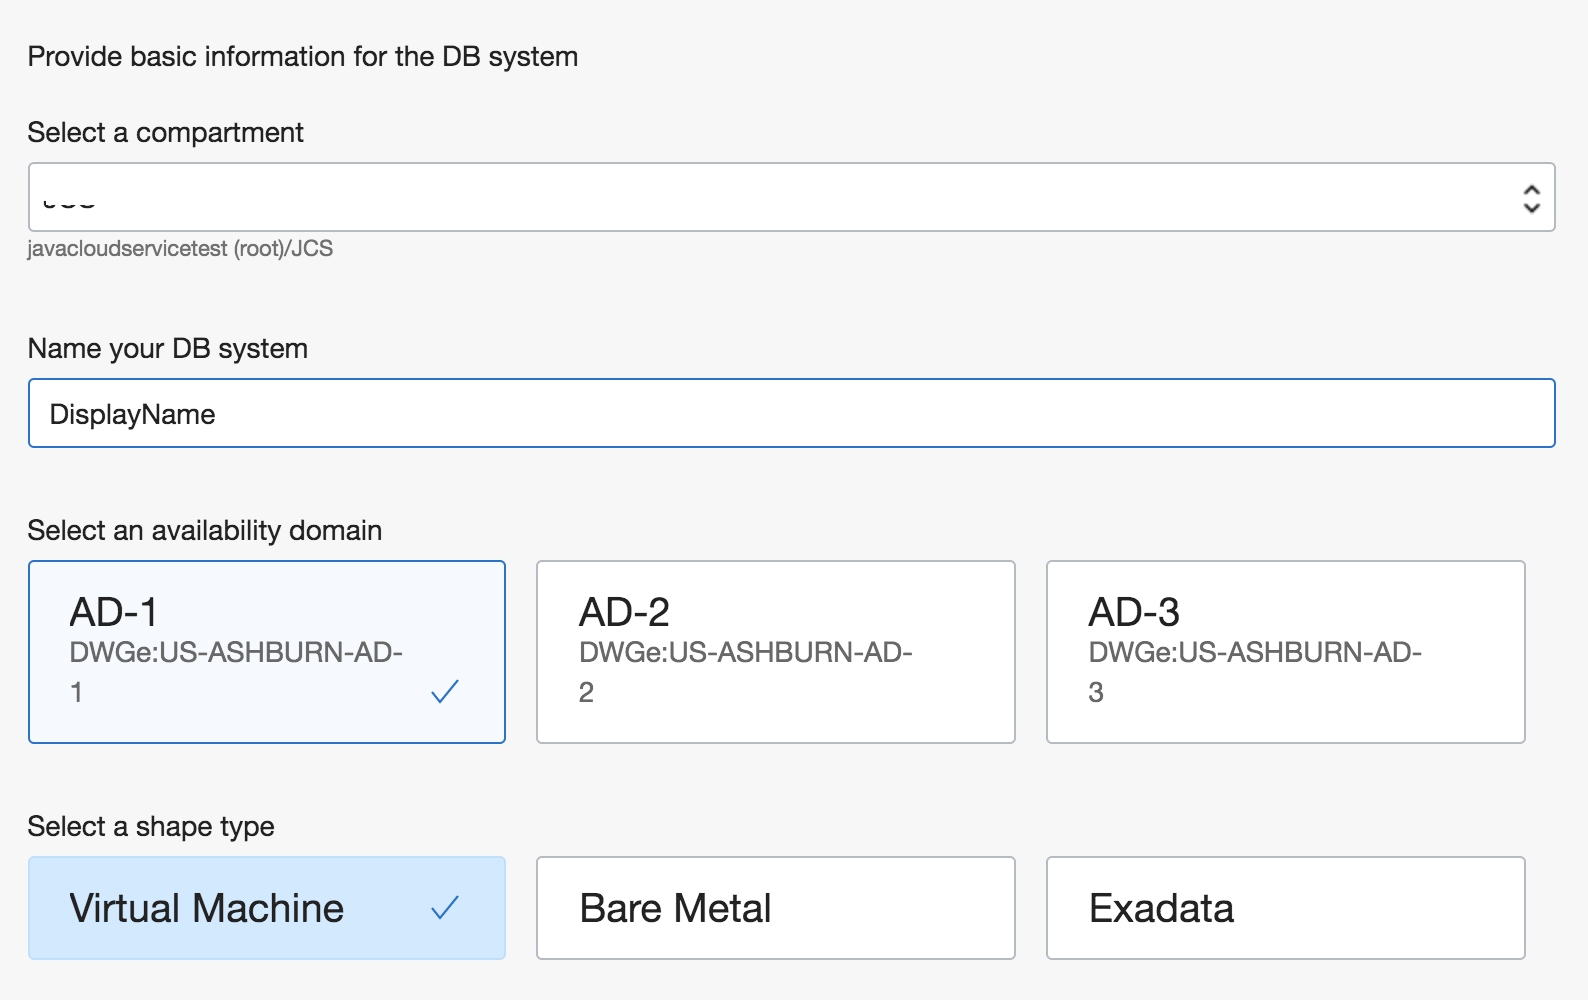 Provide basic information for the DB system
Select a compartment
javacloudservicetest (root)/JCS
Name your DB system
DisplayName
Select an availability domain
AD-1
DWGe:US-ASHBURN-AD-
1
AD-2
DWGe:US-ASHBURN-AD-
2
AD-3
DWGe:US-ASHBURN-AD-
3
Select a shape type
Virtual Machine
Bare Metal
Exadata